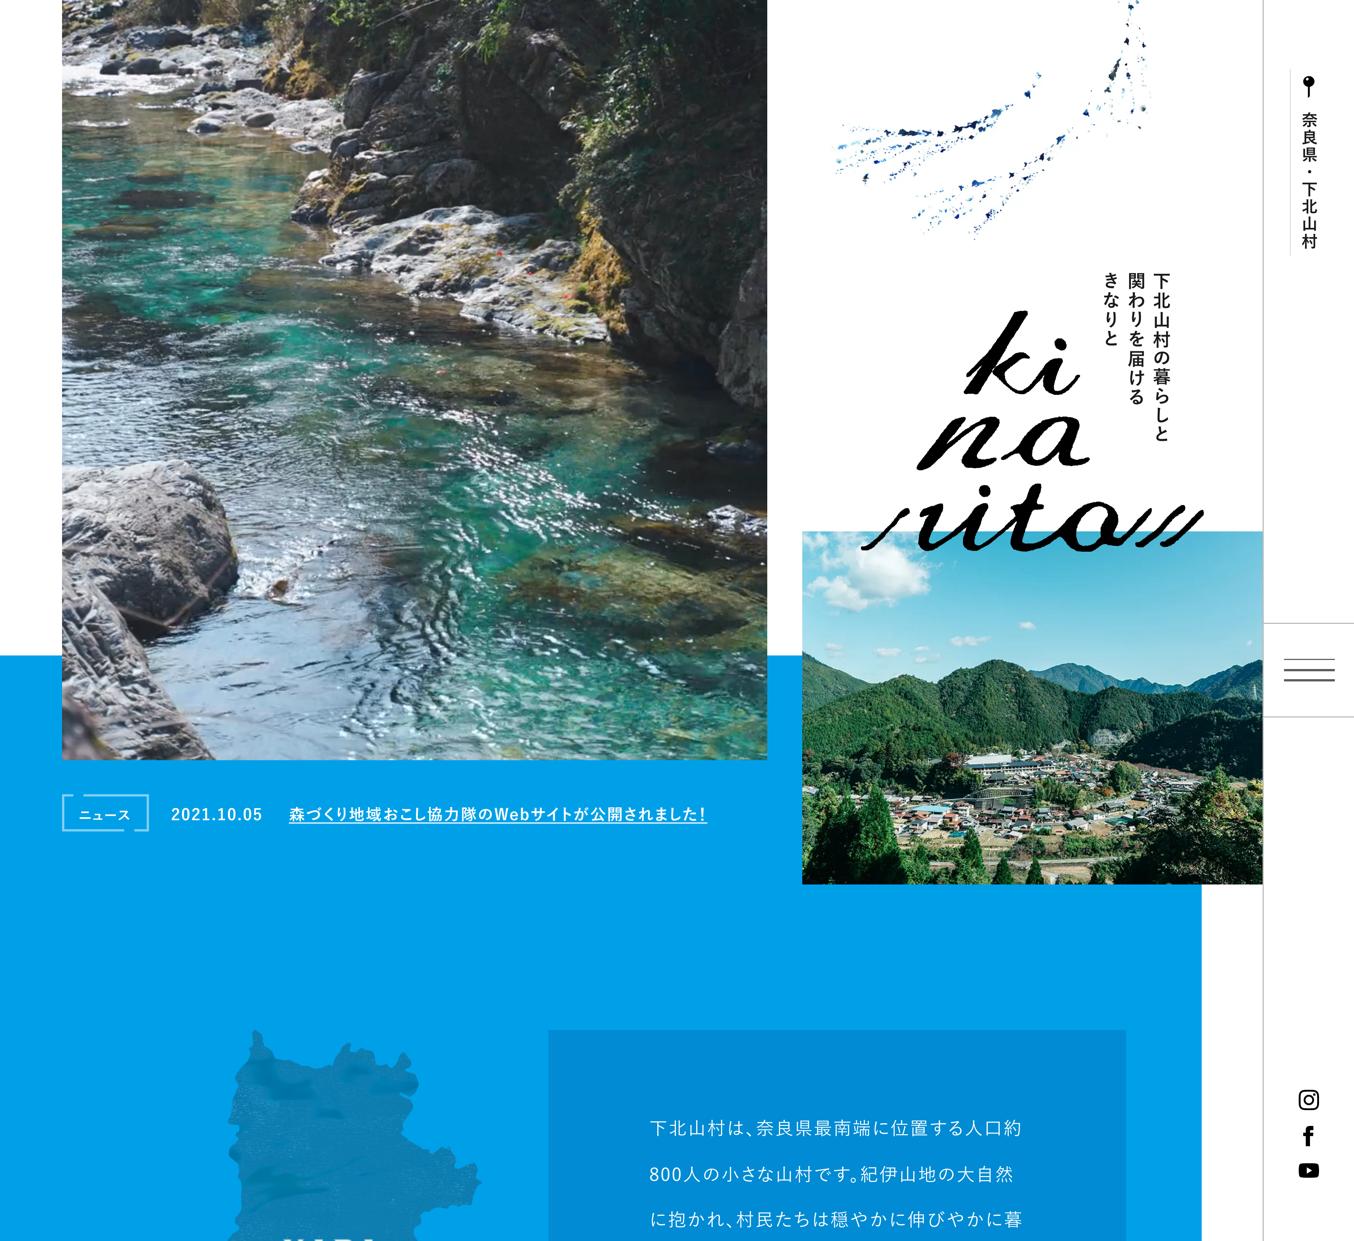 奈良県・下北山村
下北山村の暮らしと
関わりを届ける
きなりと
ki
na
rito
ニュース
2021.10.05 森づくり地域おこし協力隊のWebサイトが公開されました！
下北山村は、奈良県最南端に位置する人口約
800人の小さな山村です。紀伊山地の大自然
に抱かれ、村民たちは穏やかに伸びやかに暮